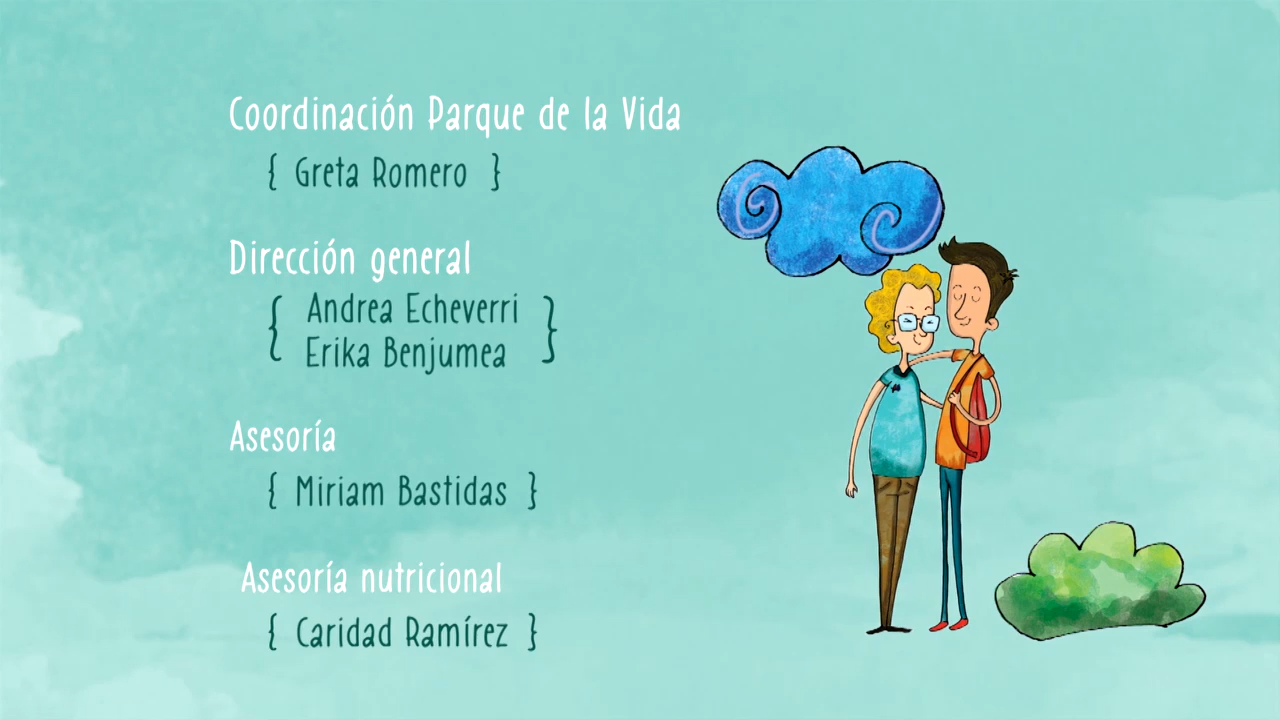 Coordinación Parque de la Vida
{ Greta Romero }
Dirección general
{ Andrea Echeverri
Erika Benjumea }
Asesoría
{ Miriam Bastidas }
Asesoría nutricional
{ Caridad Ramírez }